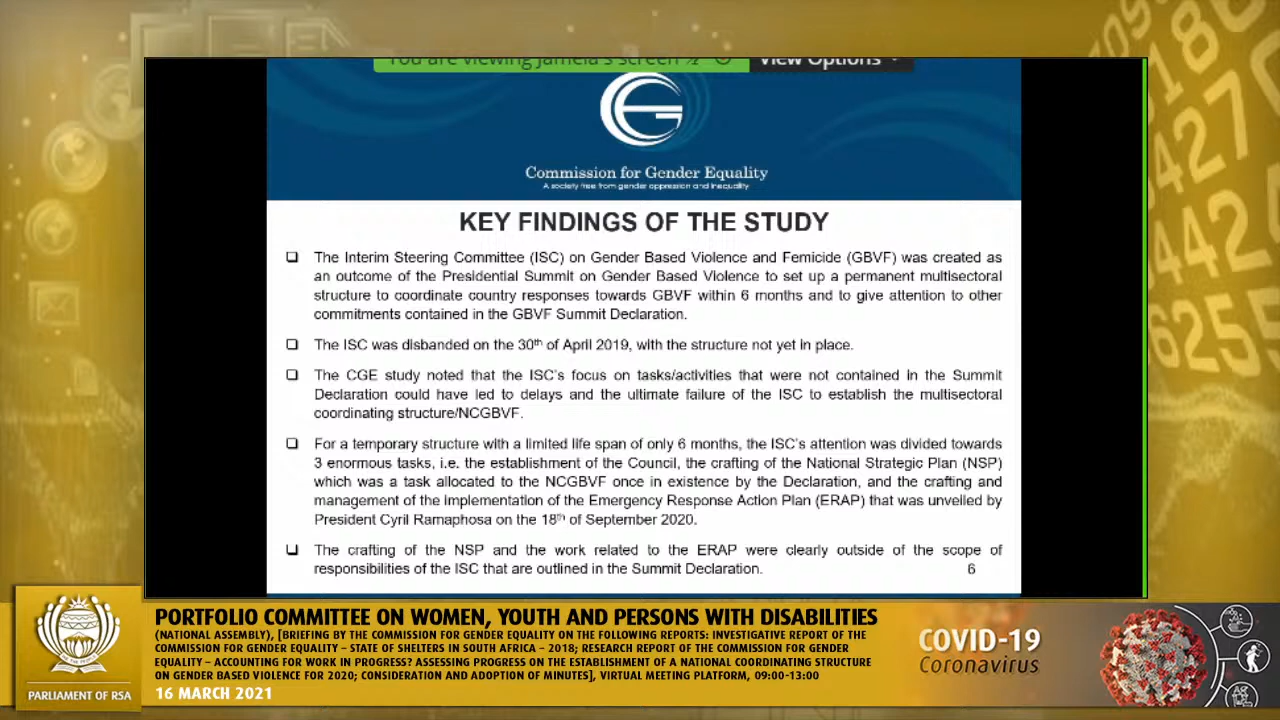 You are viewing Jamela's screen
View Options
Commission for Gender Equality
A society free from gender oppression and inequality
KEY FINDINGS OF THE STUDY
The Interim Steering Committee (ISC) on Gender Based Violence and Femicide (GBVF) was created as
an outcome of the Presidential Summit on Gender Based Violence to set up a permanent multisectoral
structure to coordinate country responses towards GBVF within 6 months and to give attention to other
commitments contained in the GBVF Summit Declaration.
The ISC was disbanded on the 30th of April 2019, with the structure not yet in place.
The CGE study noted that the ISC's focus on tasks/activities that were not contained in the Summit
Declaration could have led to delays and the ultimate failure of the ISC to establish the multisectoral
coordinating structure/NCGBVF.
For a temporary structure with a limited life span of only 6 months, the ISC's attention was divided towards
3 enormous tasks, i.e. the establishment of the Council, the crafting of the National Strategic Plan (NSP)
which was a task allocated to the NCGBVF once in existence by the Declaration, and the crafting and
management of the implementation of the Emergency Response Action Plan (ERAP) that was unveiled by
President Cyril Ramaphosa on the 18th of September 2020.
The crafting of the NSP and the work related to the ERAP were clearly outside of the scope of
responsibilities of the ISC that are outlined in the Summit Declaration.
6
PORTFOLIO COMMITTEE ON WOMEN, YOUTH AND PERSONS WITH DISABILITIES
(NATIONAL ASSEMBLY), [BRIEFING BY THE COMMISSION FOR GENDER EQUALITY ON THE FOLLOWING REPORTS: INVESTIGATIVE REPORT OF THE
COMMISSION FOR GENDER EQUALITY – STATE OF SHELTERS IN SOUTH AFRICA – 2018; RESEARCH REPORT OF THE COMMISSION FOR GENDER
EQUALITY – ACCOUNTING FOR WORK IN PROGRESS? ASSESSING PROGRESS ON THE ESTABLISHMENT OF A NATIONAL COORDINATING STRUCTURE
ON GENDER BASED VIOLENCE FOR 2020; CONSIDERATION AND ADOPTION OF MINUTES], VIRTUAL MEETING PLATFORM, 09:00-13:00
16 MARCH 2021
PARLIAMENT OF RSA
COVID-19
Coronavirus